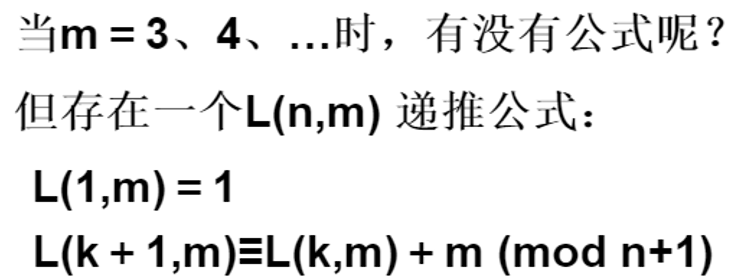 当m = 3、4、…时，有没有公式呢？
但存在一个L(n,m) 递推公式：
L(1,m) = 1
L(k + 1,m)≡L(k,m) + m (mod n+1)